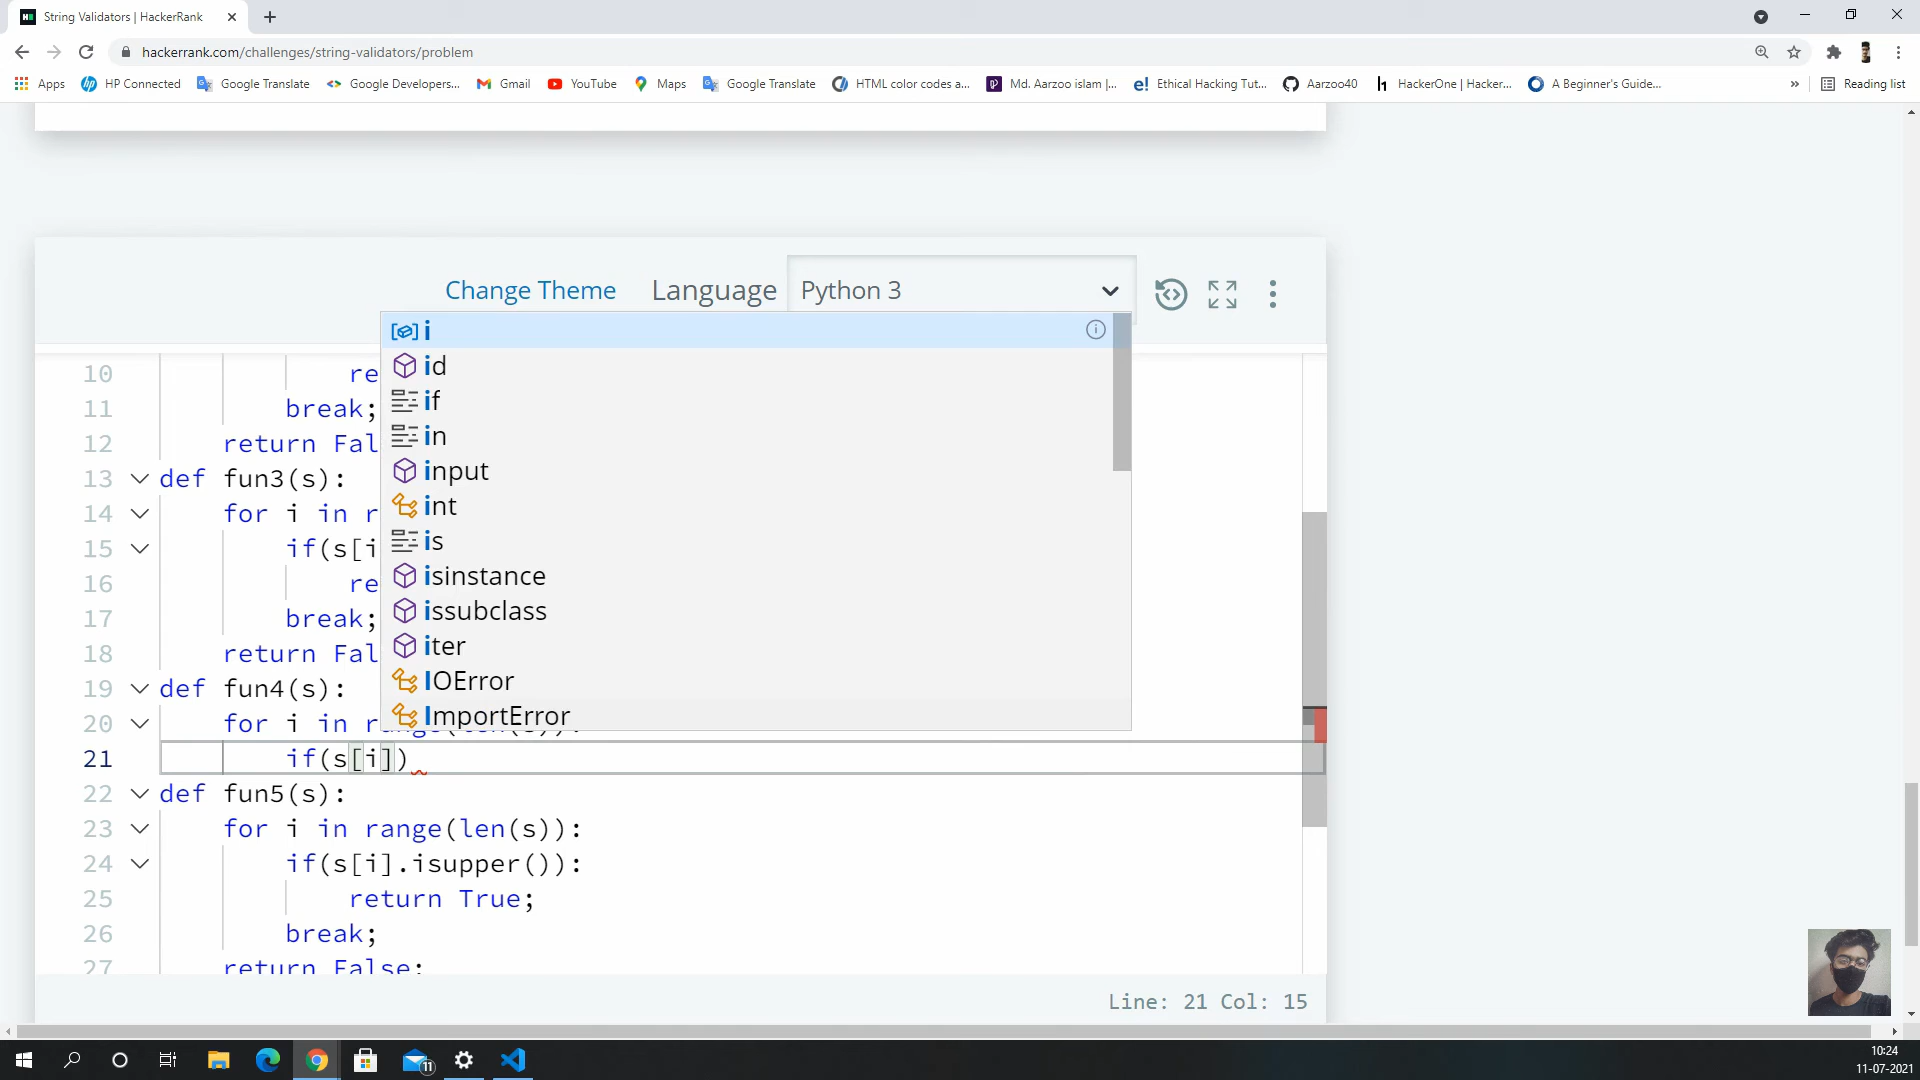 String Validators | HackerRank
hackerrank.com/challenges/string-validators/problem
Apps HP Connected Google Translate Google Developers... Gmail YouTube Maps Google Translate HTML color codes a... Md. Aarzoo islam |... Ethical Hacking Tut... Aarzoo40 HackerOne | Hacker... A Beginner's Guide... » Reading list
Change Theme Language Python 3
i
id
if
in
input
int
is
isinstance
issubclass
iter
IOError
ImportError
10 re
11 break;
12 return Fal
13 def fun3(s):
14 for i in r
15 if(s[i
16 re
17 break;
18 return Fal
19 def fun4(s):
20 for i in range(len(s)):
21 if(s[i])
22 def fun5(s):
23 for i in range(len(s)):
24 if(s[i].isupper()):
25 return True;
26 break;
27 return False;
Line: 21 Col: 15
11
10:24
11-07-2021